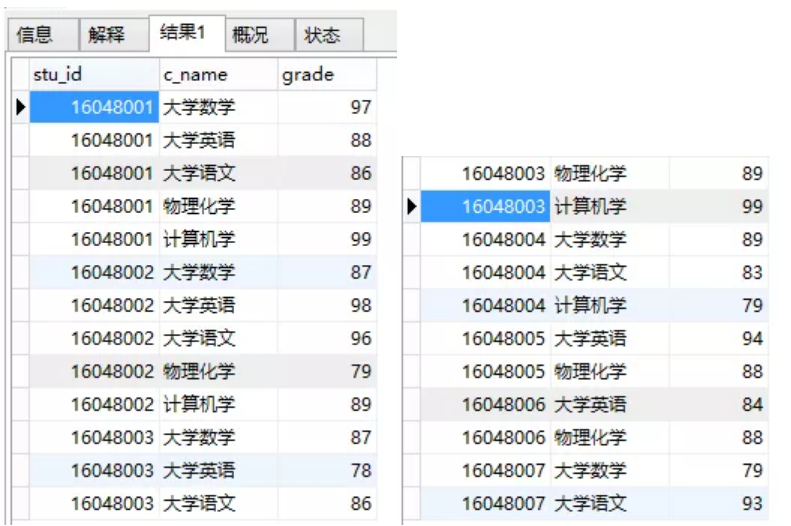 信息 解释 结果1 概况 状态
stu_id c_name grade
16048001 大学数学 97
16048001 大学英语 88
16048001 大学语文 86
16048001 物理化学 89
16048001 计算机学 99
16048002 大学数学 87
16048002 大学英语 98
16048002 大学语文 96
16048002 物理化学 79
16048002 计算机学 89
16048003 大学数学 87
16048003 大学英语 78
16048003 大学语文 86
16048003 物理化学 89
16048003 计算机学 99
16048004 大学数学 89
16048004 大学语文 83
16048004 计算机学 79
16048005 大学英语 94
16048005 物理化学 88
16048006 大学英语 84
16048006 物理化学 88
16048007 大学数学 79
16048007 大学语文 93